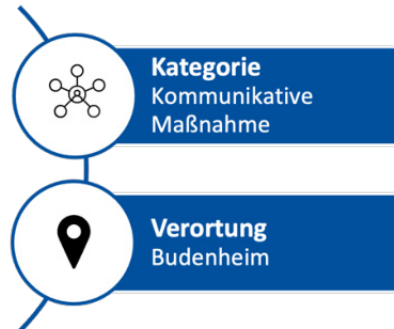 Kategorie
Kommunikative
Maßnahme
Verortung
Budenheim